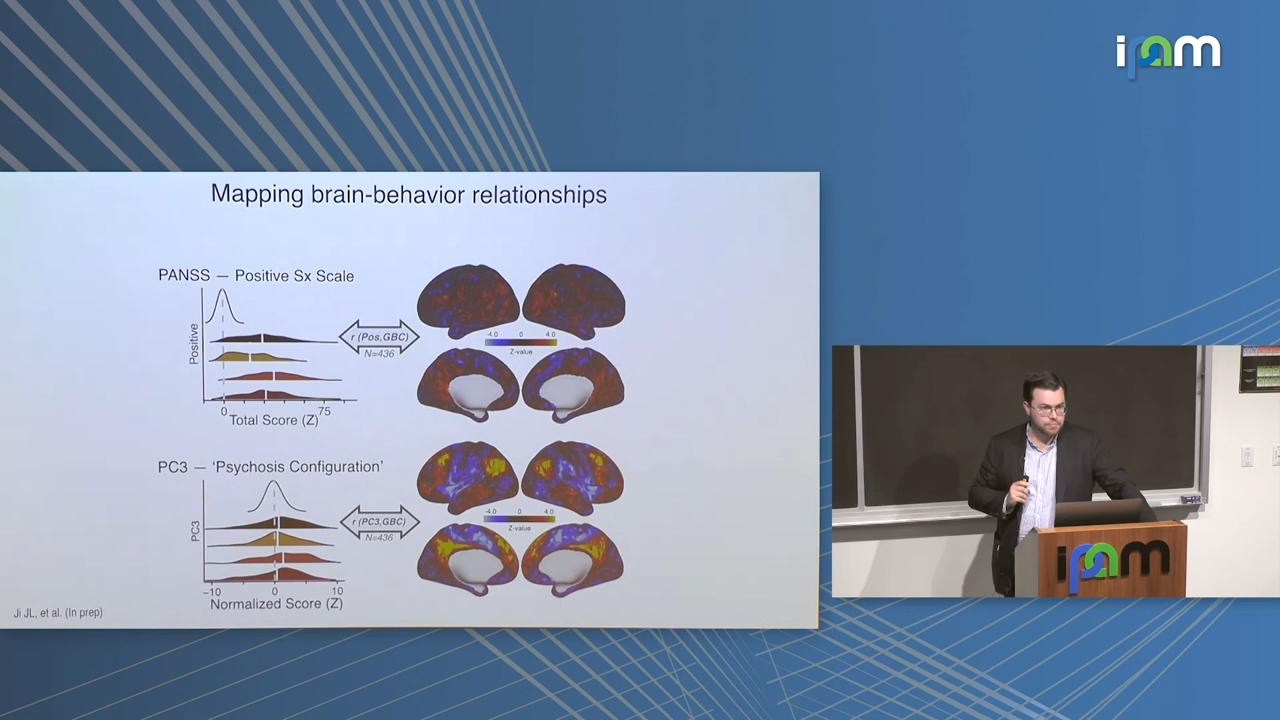 ipam
Mapping brain-behavior relationships
PANSS — Positive Sx Scale
Positive
r (Pos,GBC)
N=436
-4.0 0 4.0
Z-value
0 75
Total Score (Z)
PC3 — 'Psychosis Configuration'
PC3
r (PC3,GBC)
N=436
-4.0 0 4.0
Z-value
−10 0 10
Normalized Score (Z)
Ji JL, et al. (In prep)
ipam